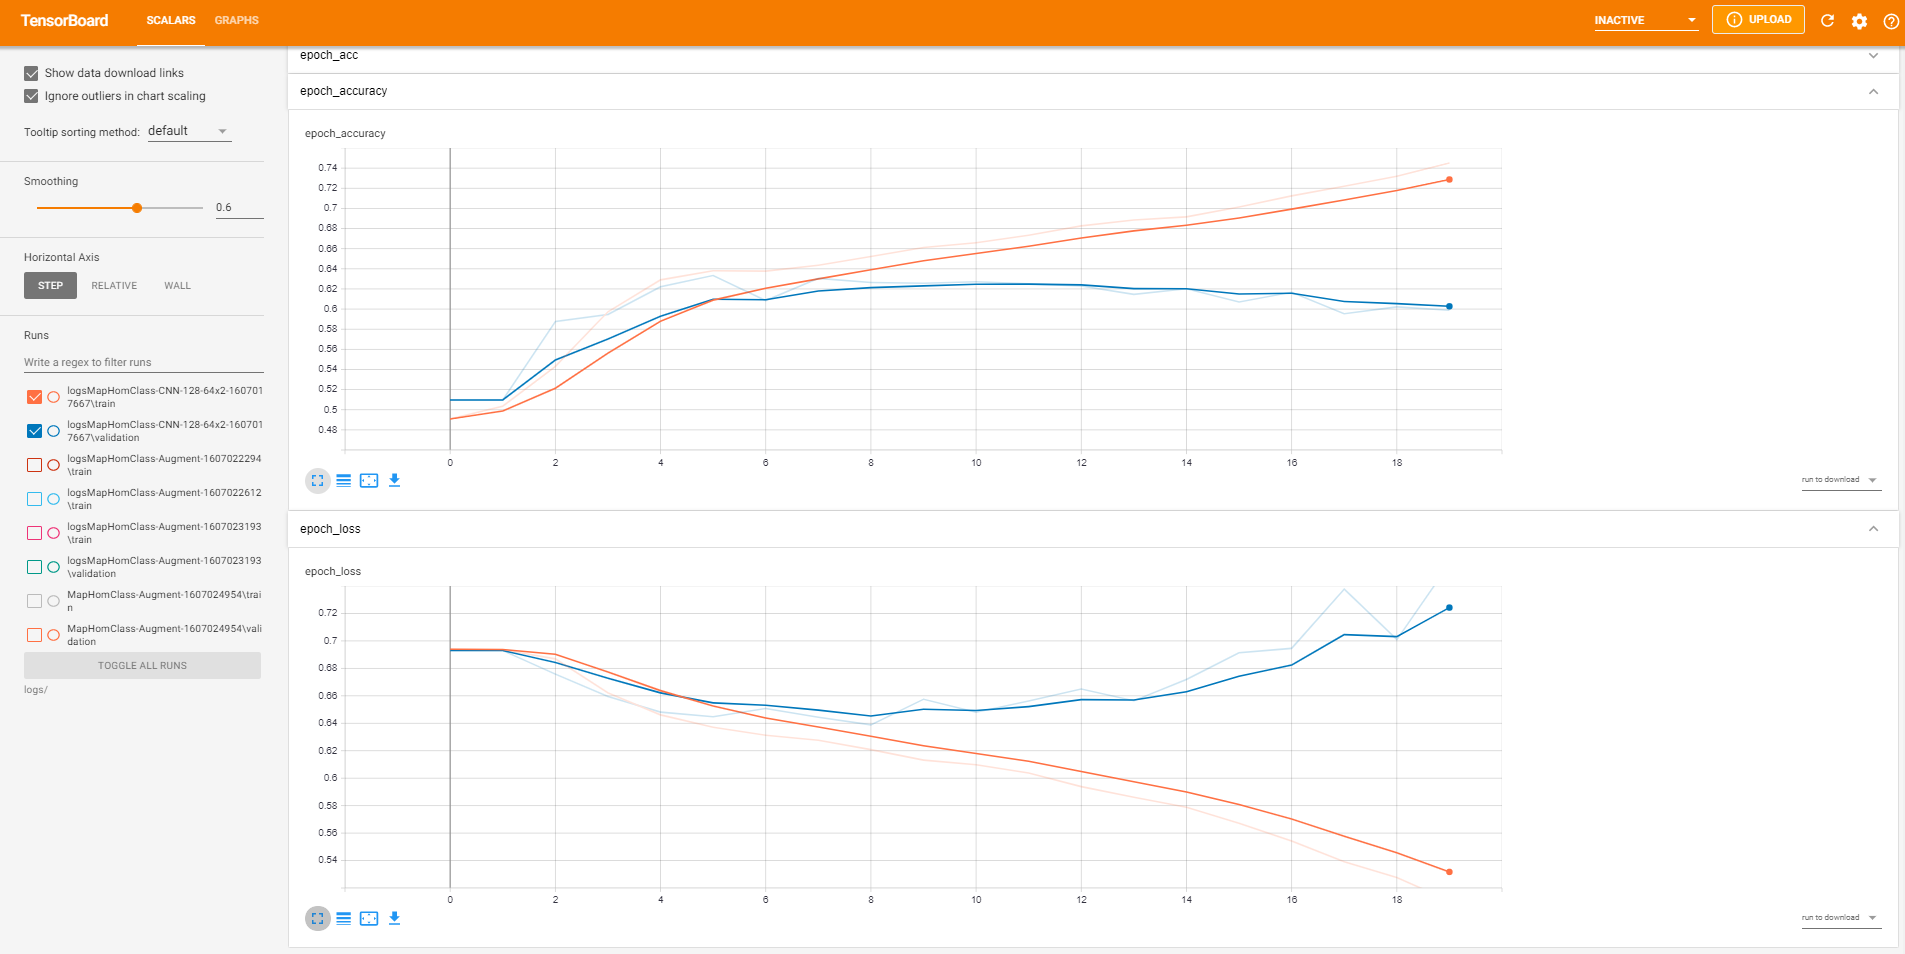 TensorBoard SCALARS GRAPHS INACTIVE UPLOAD
Show data download links
Ignore outliers in chart scaling
Tooltip sorting method: default
Smoothing
0.6
Horizontal Axis
STEP RELATIVE WALL
Runs
Write a regex to filter runs
logsMapHomClass-CNN-128-64x2-160701
7667\train
logsMapHomClass-CNN-128-64x2-160701
7667\validation
logsMapHomClass-Augment-1607022294
\train
logsMapHomClass-Augment-1607022612
\train
logsMapHomClass-Augment-1607023193
\train
logsMapHomClass-Augment-1607023193
\validation
MapHomClass-Augment-1607024954\trai
n
MapHomClass-Augment-1607024954\vali
dation
TOGGLE ALL RUNS
logs/
epoch_acc
epoch_accuracy
epoch_accuracy
0.74
0.72
0.7
0.68
0.66
0.64
0.62
0.6
0.58
0.56
0.54
0.52
0.5
0.48
0 2 4 6 8 10 12 14 16 18
run to download
epoch_loss
epoch_loss
0.72
0.7
0.68
0.66
0.64
0.62
0.6
0.58
0.56
0.54
0 2 4 6 8 10 12 14 16 18
run to download